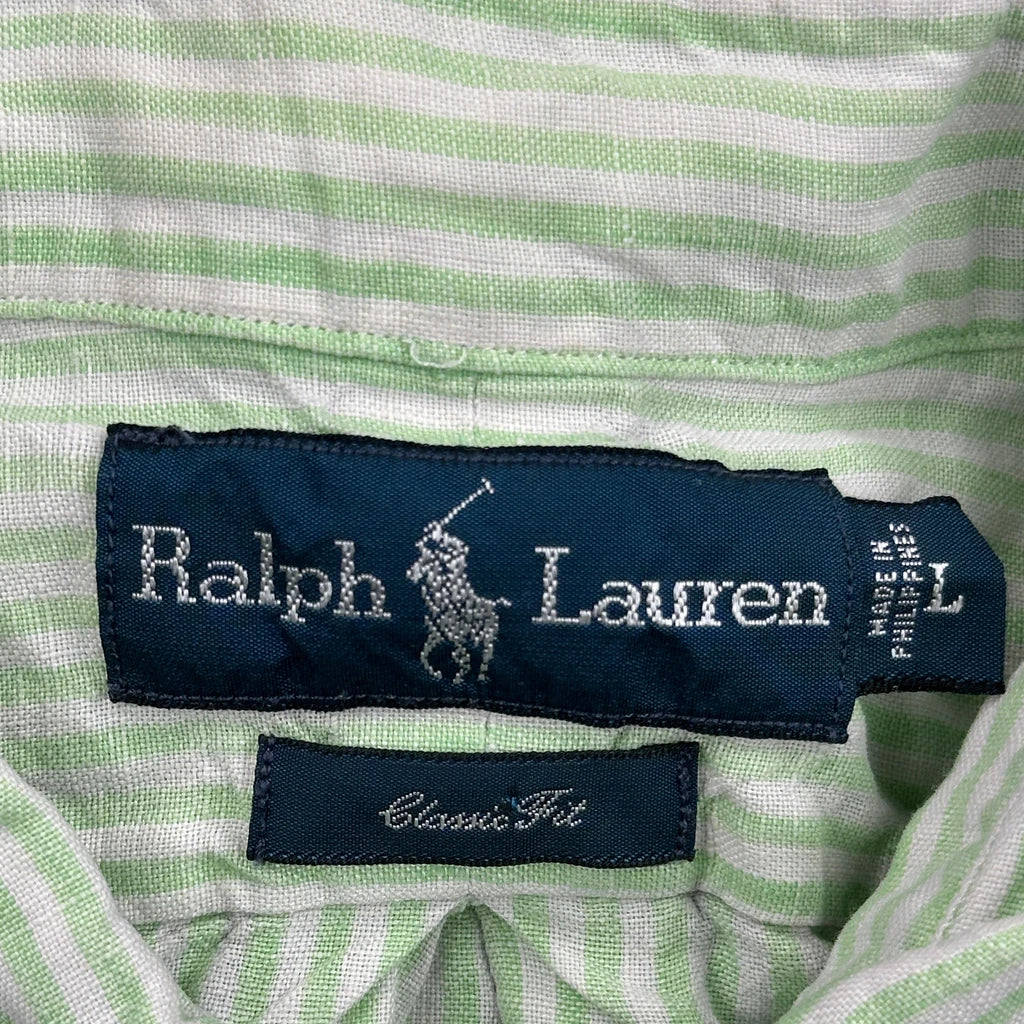 Ralph Lauren
MADE IN
PHILIPPINES
L
Classic Fit